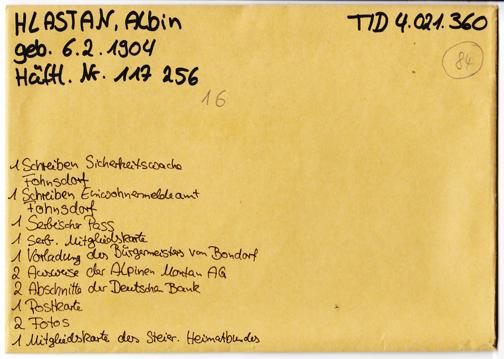 HLASTAN, Albin
TID 4.021.360
geb. 6.2.1904
84
Häftl. Nr. 117 256
16
1 Schreiben Sicherheitswache
Fohnsdorf
1 Schreiben Einwohnermeldeamt
Fohnsdorf
1 Serbischer Pass
1 serb. Mitgliedskarte
1 Vorladung des Bürgermeisters von Bondorf
2 Ausweise der Alpinen Montan AG
2 Abschnitte der Deutschen Bank
1 Postkarte
2 Fotos
1 Mitgliedskarte des Steier. Heimatbundes